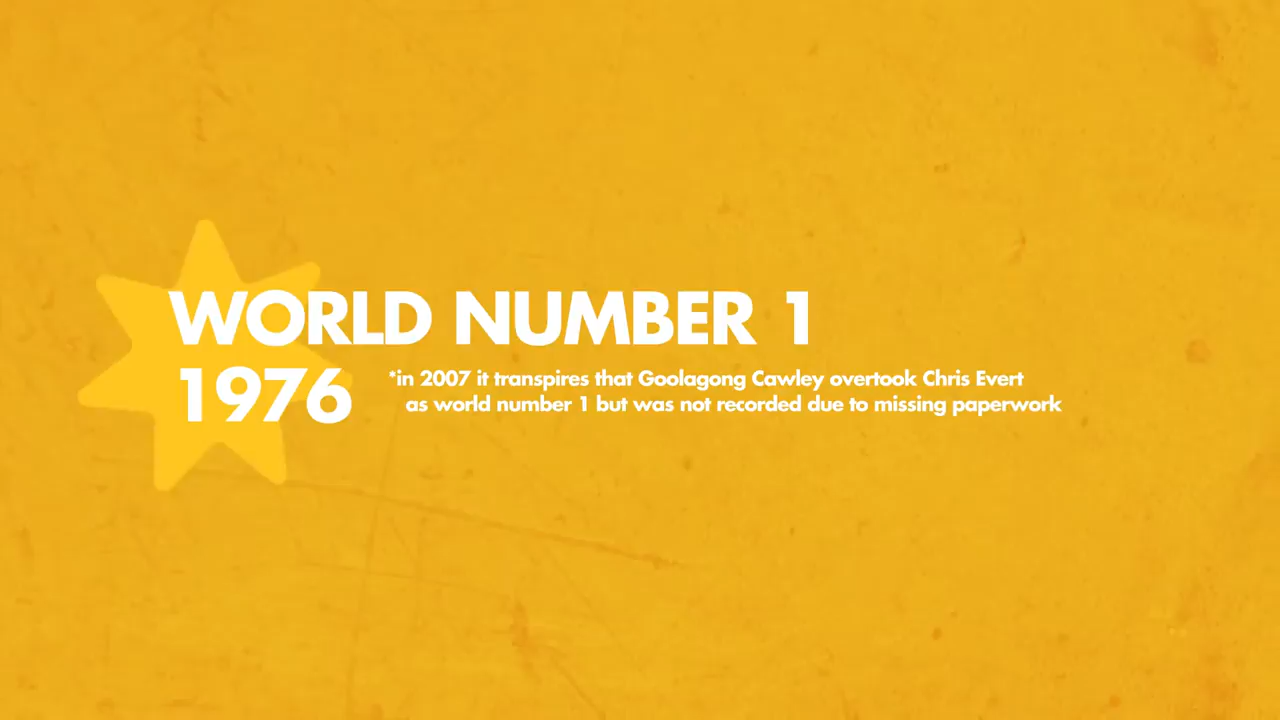 WORLD NUMBER 1
1976
*in 2007 it transpires that Goolagong Cawley overtook Chris Evert
as world number 1 but was not recorded due to missing paperwork